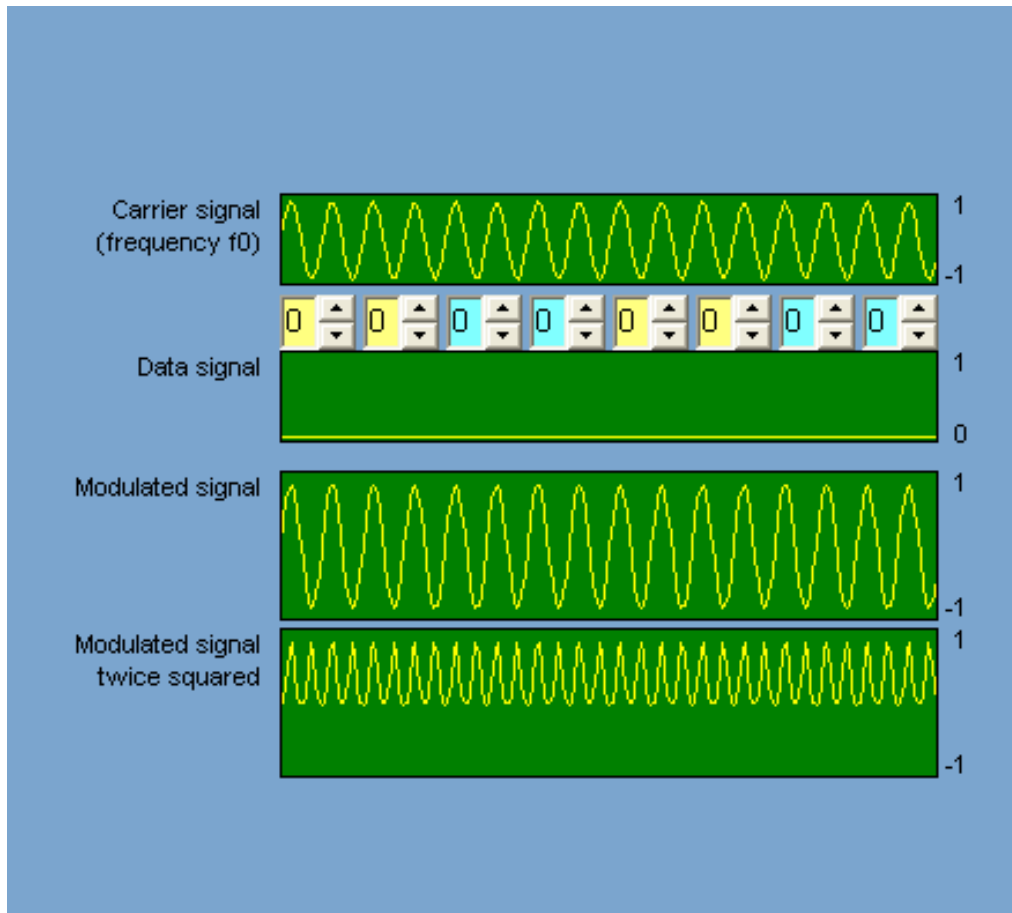 Carrier signal
(frequency f0)
1
-1
0 0 0 0 0 0 0 0
Data signal
1
0
Modulated signal
1
-1
Modulated signal
twice squared
1
-1